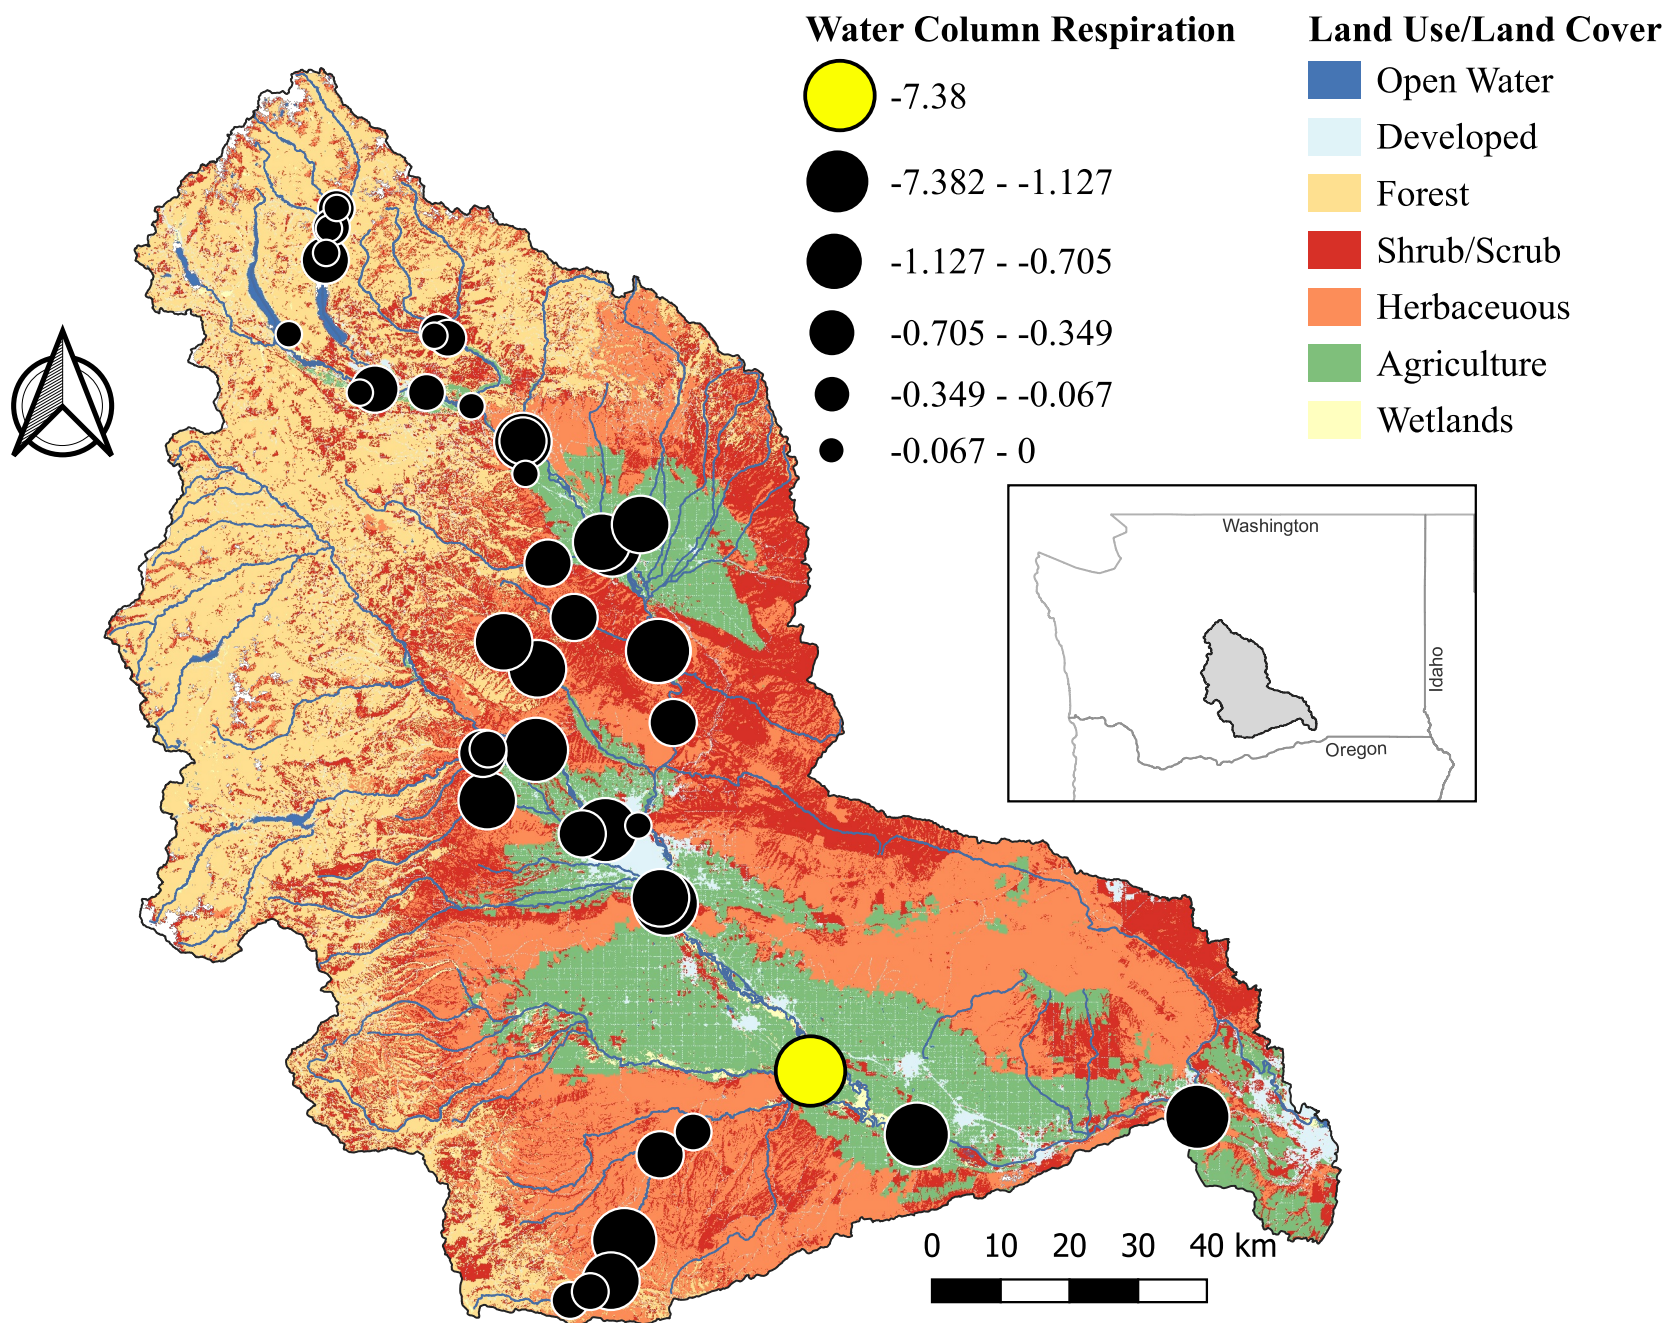 Water Column Respiration
-7.38
-7.382 - -1.127
-1.127 - -0.705
-0.705 - -0.349
-0.349 - -0.067
-0.067 - 0
Land Use/Land Cover
Open Water
Developed
Forest
Shrub/Scrub
Herbaceuous
Agriculture
Wetlands
Washington
Idaho
Oregon
0 10 20 30 40 km